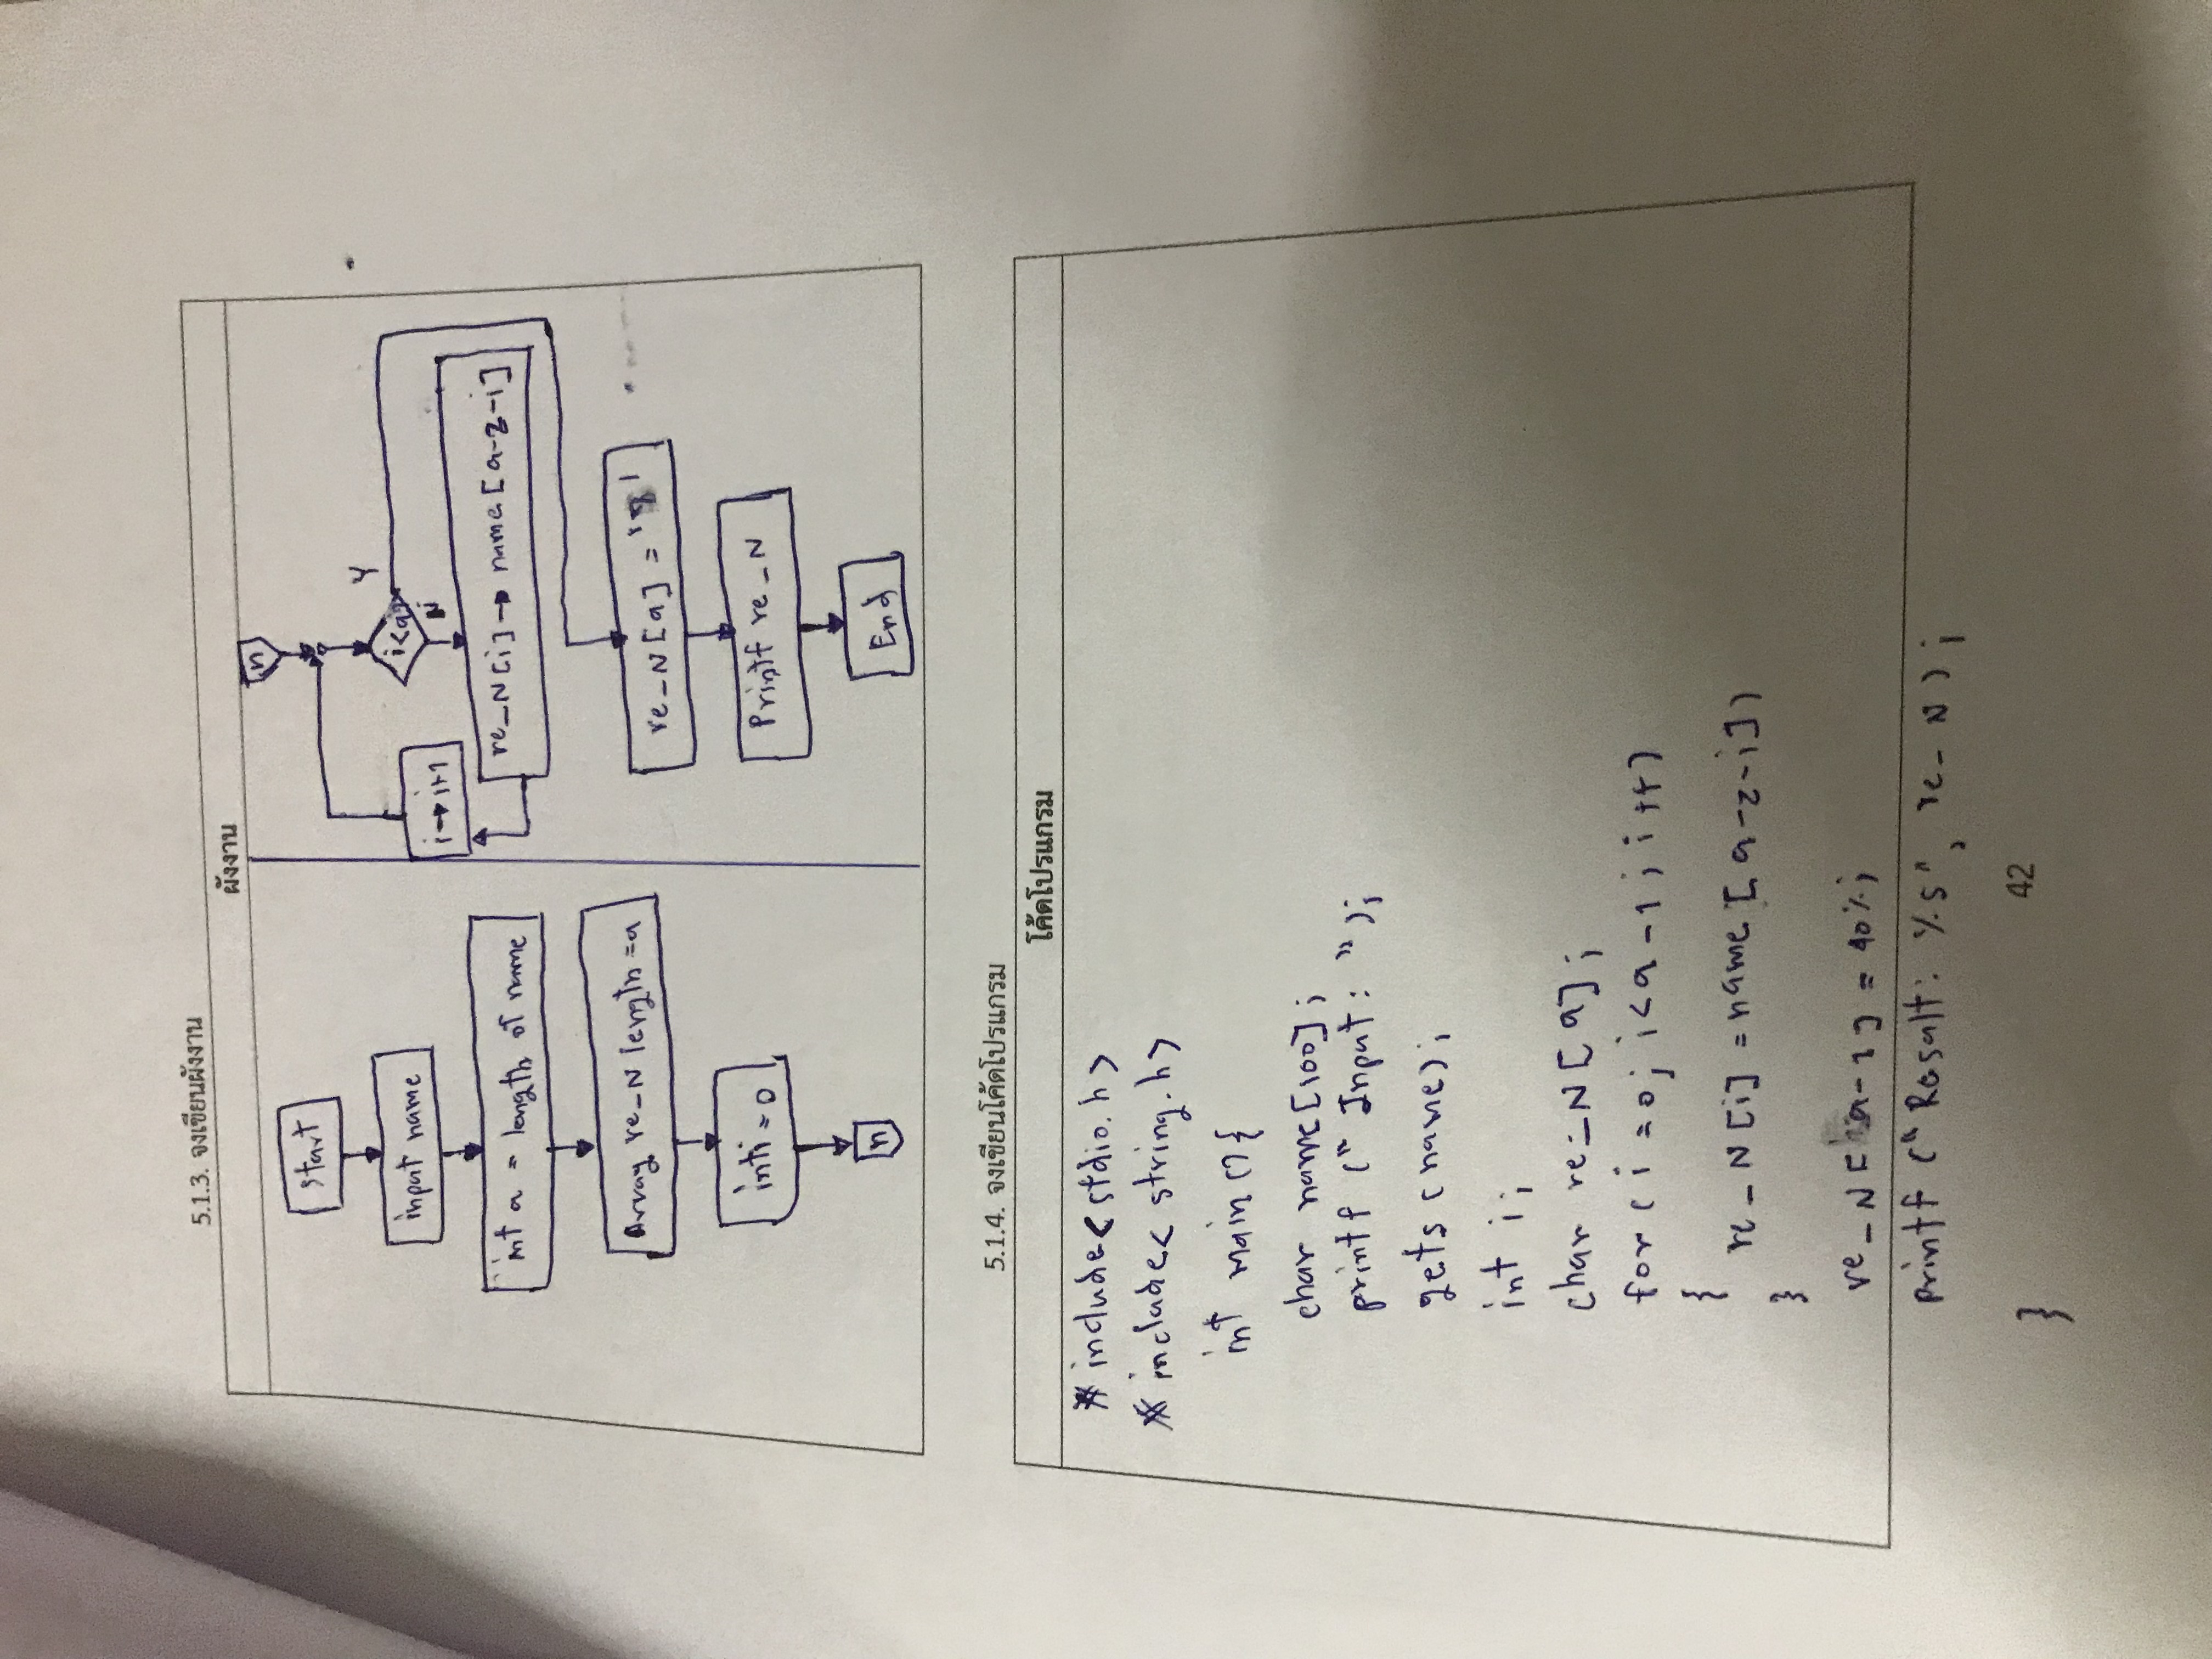 5.1.3. จงเขียนผังงาน
ผังงาน
start
input name
int a = length of name
Array re_N length = a
int i = 0
n
n
i<a
Y
N
i → i+1
re_N[i] → name[a-2-i]
re_N[a] =
Printf re_N
End
5.1.4. จงเขียนโค้ดโปรแกรม
โค้ดโปรแกรม
#include<stdio.h>
#include<string.h>
int main(){
char name[100];
printf ("Input: ");
gets(name);
int i;
char re_N[a];
for(i=0; i<a-1; i++)
{
re_N[i] = name[a-2-i])
}
re_N[a-1] =
printf ("Result: %s", re_N);
}
42